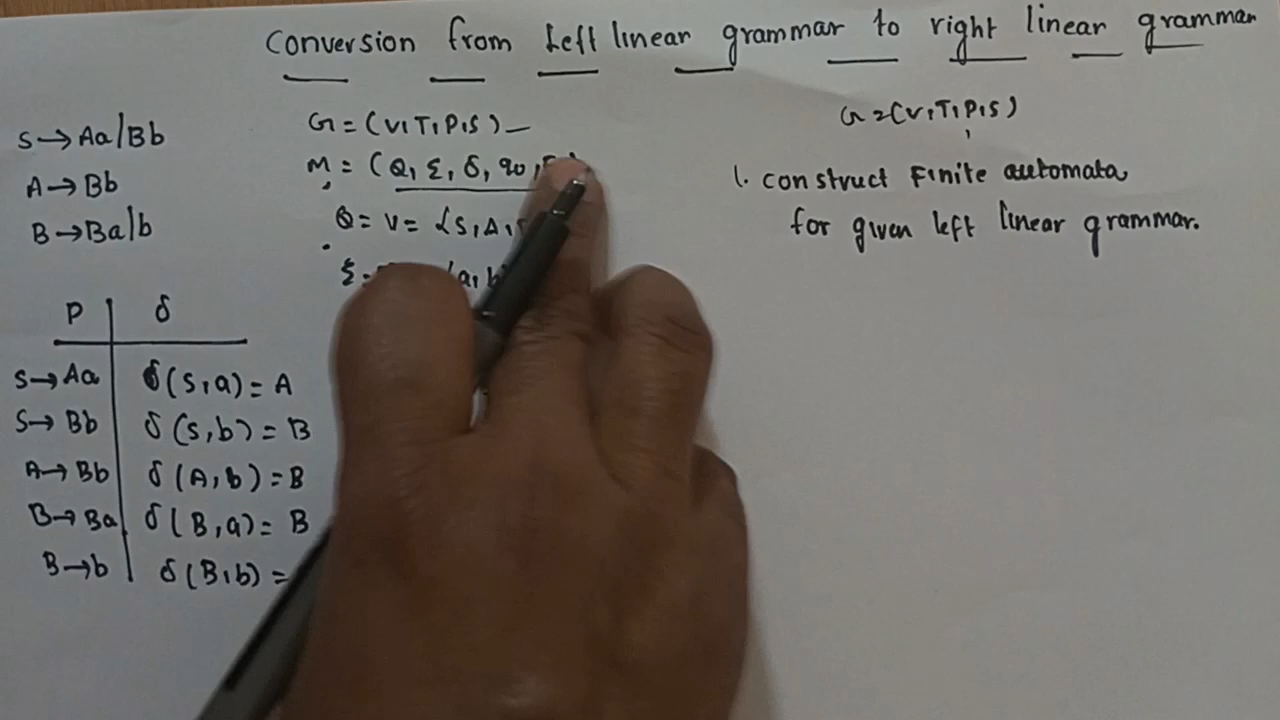 Conversion from Left linear grammar to right linear grammar
S→Aa/Bb
A→Bb
B→Ba/b
P δ
S→Aa δ(S,a)=A
S→Bb δ(S,b)=B
A→Bb δ(A,b)=B
B→Ba δ(B,a)=B
B→b δ(B,b)=
G=(V,T,P,S)
M=(Q, Σ, δ, q0,
Q=V={S,A,
Σ= {a,b
G=(V,T,P,S)
1. construct Finite automata
for given left linear grammar.